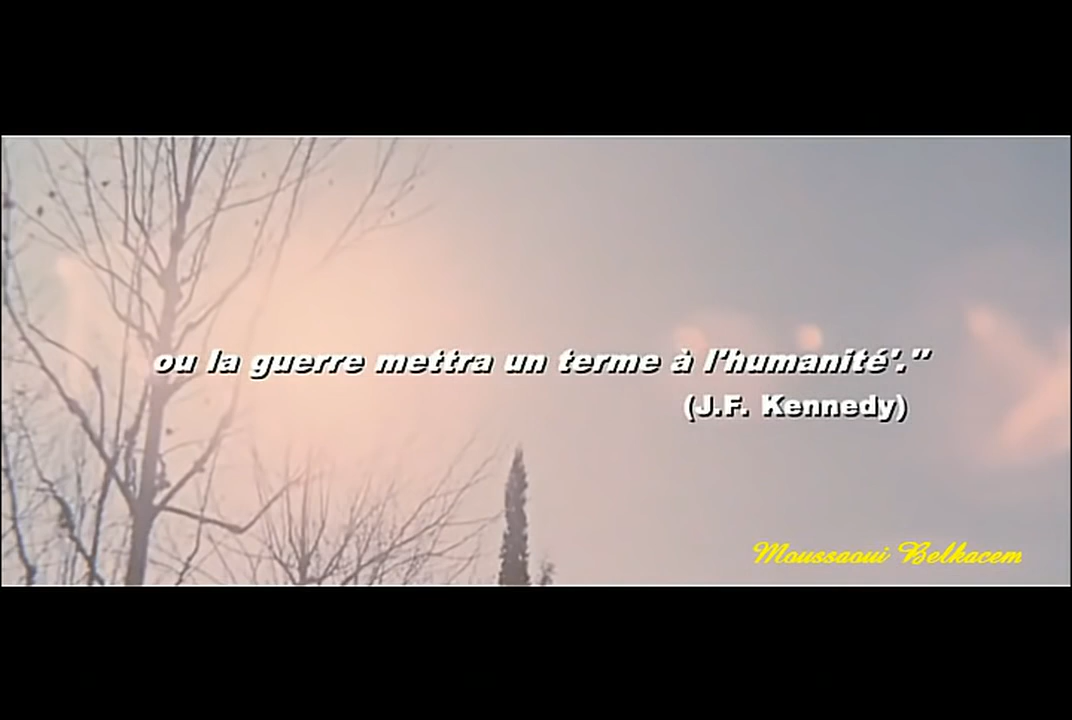 ou la guerre mettra un terme à l'humanité'."
(J.F. Kennedy)
Moussaoui Belkacem